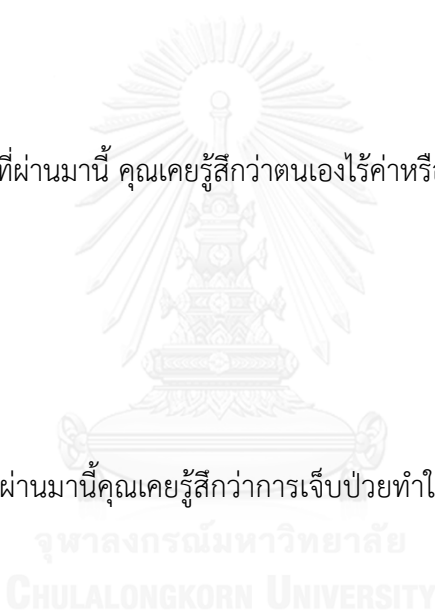 ที่ผ่านมานี้ คุณเคยรู้สึกว่าตนเองไร้ค่าหรือ
ผ่านมานี้คุณเคยรู้สึกว่าการเจ็บป่วยทำใ
จุฬาลงกรณ์มหาวิทยาลัย
CHULALONGKORN UNIVERSITY